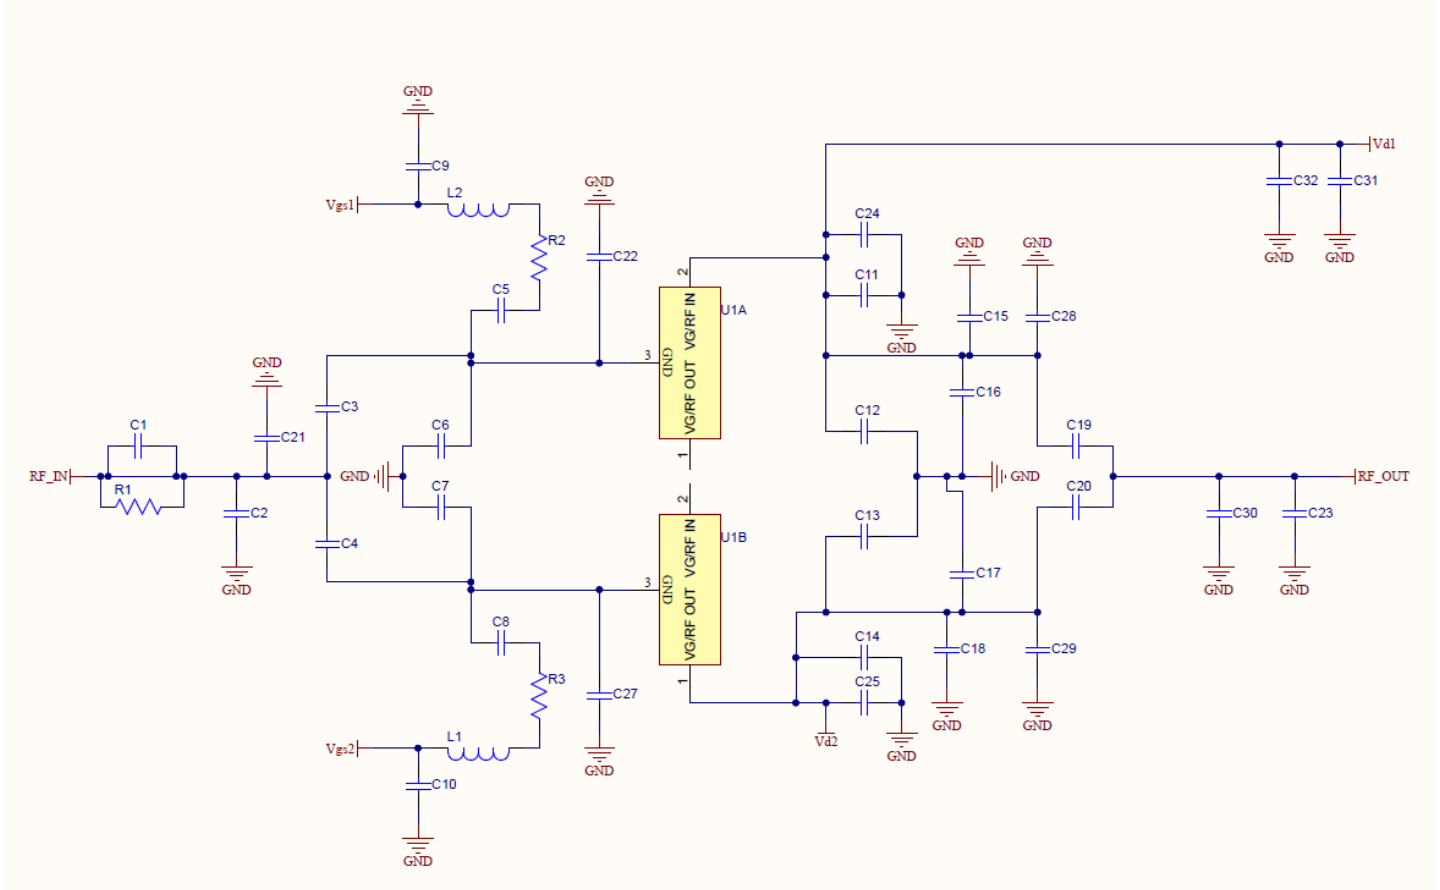 GND
C9
Vgs1
L2
R2
C5
GND
C22
2
U1A
VG/RF IN
GND
VG/RF OUT
3
1
Vd1
C32
C31
GND
GND
C24
C11
GND
GND
GND
C15
C28
C16
C12
C19
GND
C3
C6
C1
C21
RF_IN
R1
GND
C7
C2
C4
GND
GND
C20
RF_OUT
C30
C23
GND
GND
C13
C17
2
U1B
VG/RF IN
GND
VG/RF OUT
3
1
C8
R3
C27
GND
L1
Vgs2
C10
GND
C14
C25
Vd2
GND
C18
C29
GND
GND